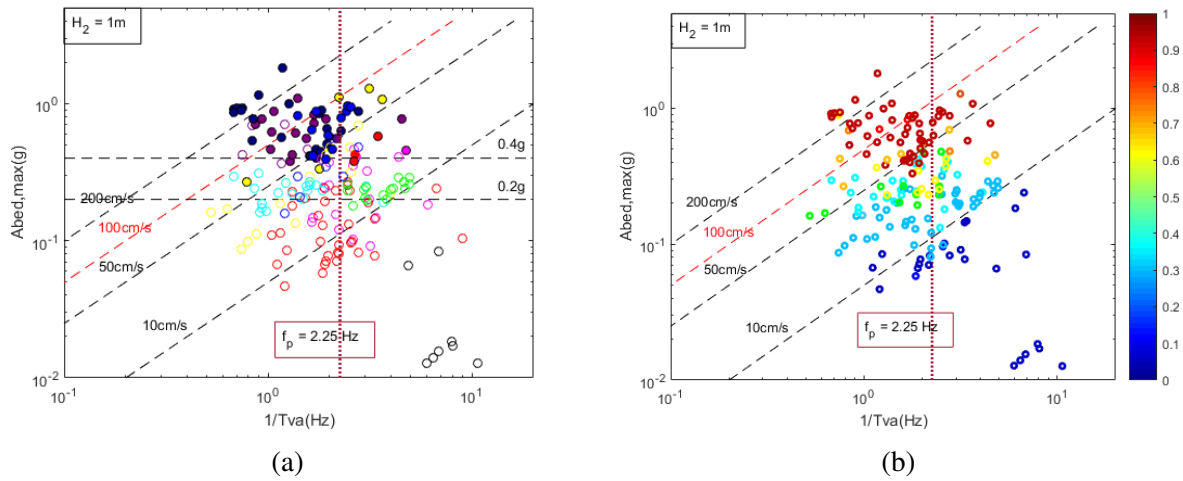 H2 = 1m
10^0
10^-1
10^-2
Abed,max(g)
0.4g
0.2g
200cm/s
100cm/s
50cm/s
10cm/s
fp = 2.25 Hz
10^-1
10^0
10^1
1/Tva(Hz)
(a)
H2 = 1m
10^0
10^-1
10^-2
Abed,max(g)
200cm/s
100cm/s
50cm/s
10cm/s
fp = 2.25 Hz
10^-1
10^0
10^1
1/Tva(Hz)
1
0.9
0.8
0.7
0.6
0.5
0.4
0.3
0.2
0.1
0
(b)